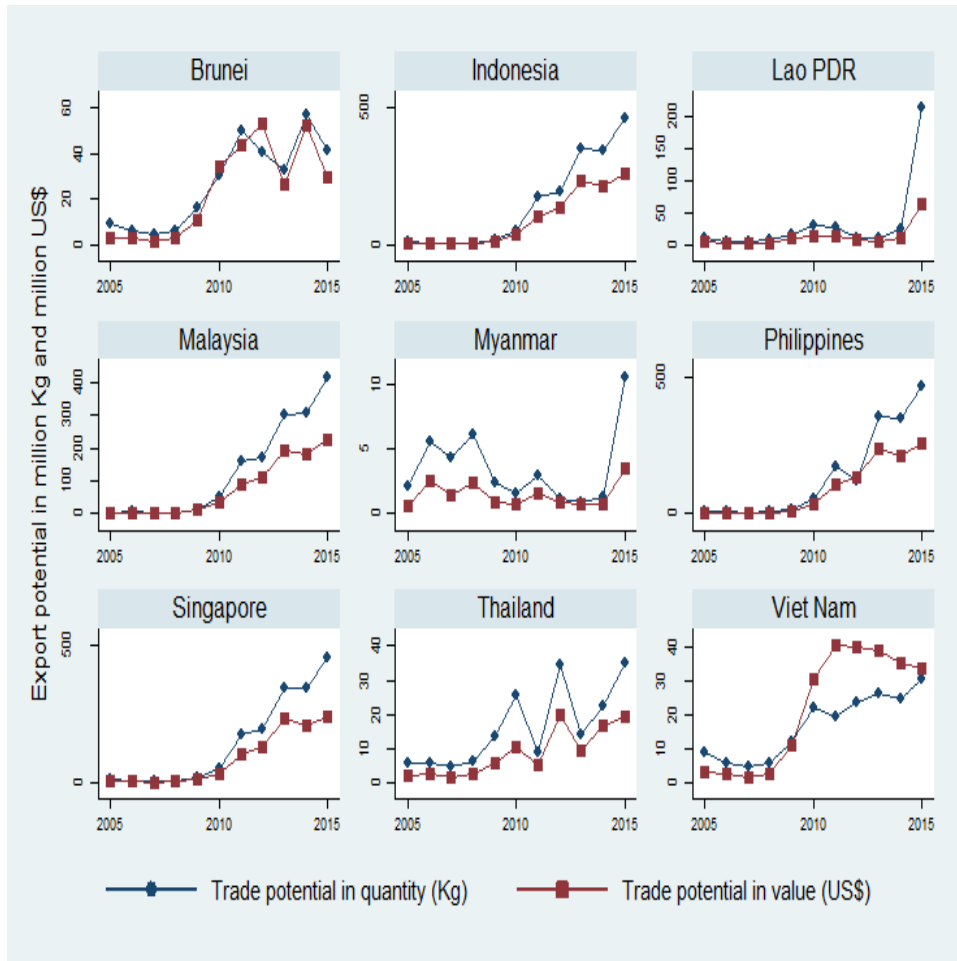 Export potential in million Kg and million US$
Brunei
0 20 40 60
2005 2010 2015
Indonesia
0 500
2005 2010 2015
Lao PDR
0 50 100 150 200
2005 2010 2015
Malaysia
0 100 200 300 400
2005 2010 2015
Myanmar
0 5 10
2005 2010 2015
Philippines
0 500
2005 2010 2015
Singapore
0 500
2005 2010 2015
Thailand
0 10 20 30 40
2005 2010 2015
Viet Nam
0 10 20 30 40
2005 2010 2015
Trade potential in quantity (Kg) Trade potential in value (US$)